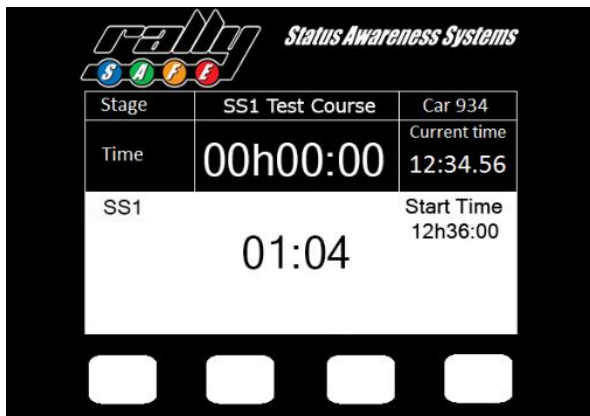 rally
SAFE
Status Awareness Systems
Stage
SS1 Test Course
Car 934
Time
00h00:00
Current time
12:34.56
SS1
01:04
Start Time
12h36:00